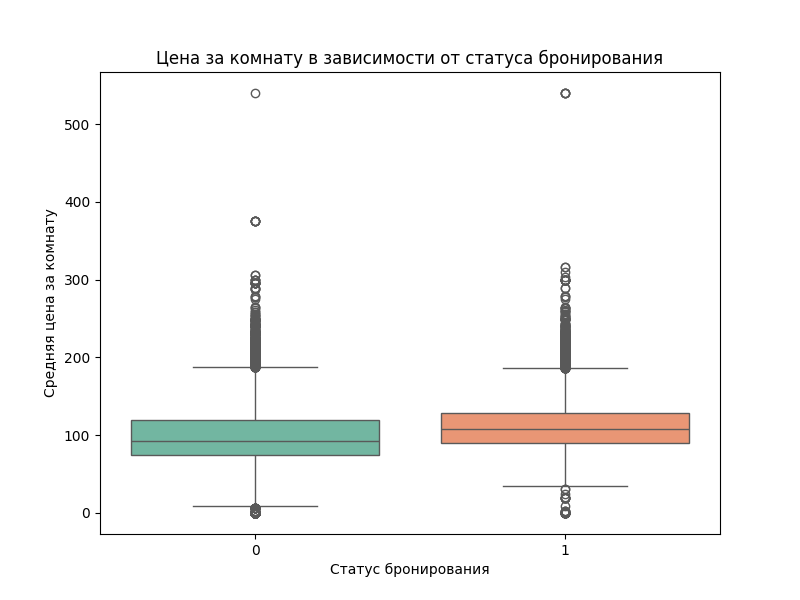 Цена за комнату в зависимости от статуса бронирования
Средняя цена за комнату
500
400
300
200
100
0
0
1
Статус бронирования